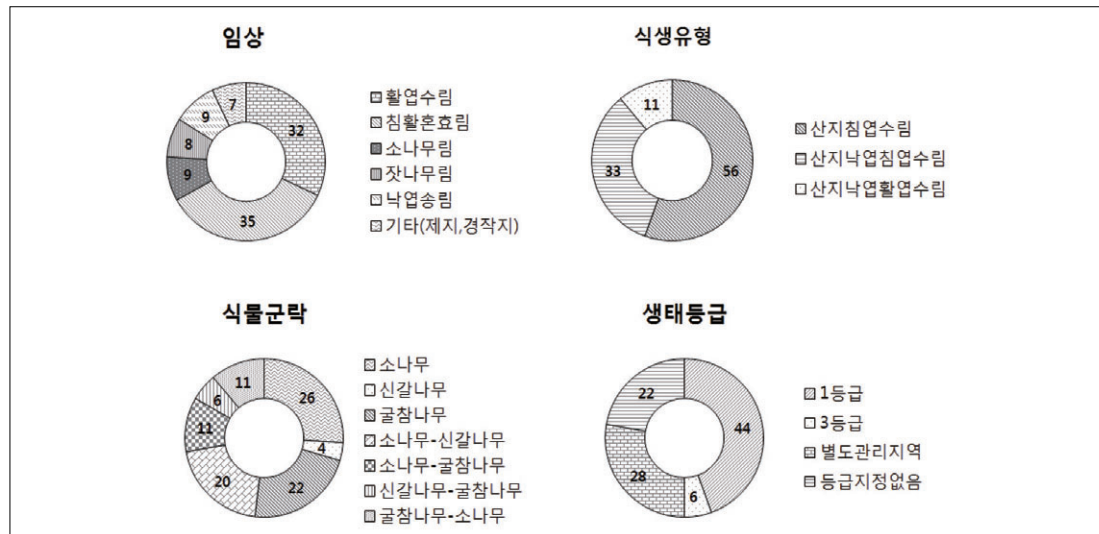 임상
32
35
9
8
9
7
활엽수림
침활혼효림
소나무림
잣나무림
낙엽송림
기타(제지,경작지)
식생유형
56
33
11
산지침엽수림
산지낙엽침엽수림
산지낙엽활엽수림
식물군락
26
4
22
20
11
6
11
소나무
신갈나무
굴참나무
소나무-신갈나무
소나무-굴참나무
신갈나무-굴참나무
굴참나무-소나무
생태등급
44
6
28
22
1등급
3등급
별도관리지역
등급지정없음